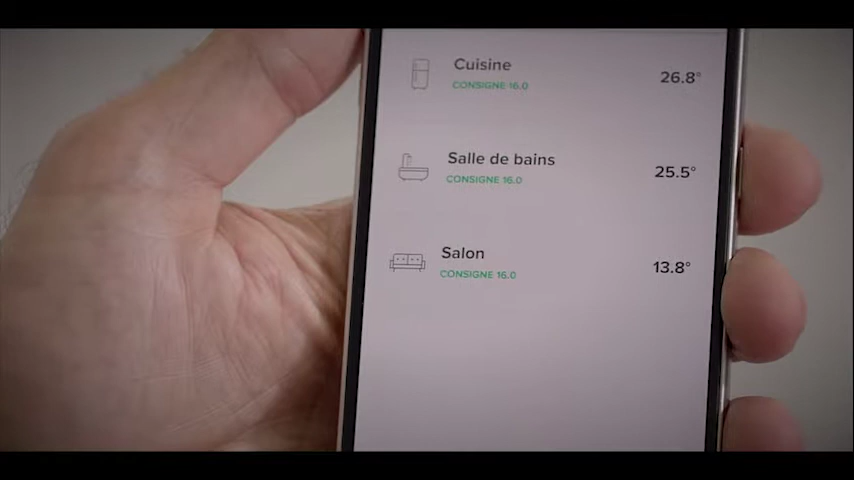 Cuisine
CONSIGNE 16.0
26.8°
Salle de bains
CONSIGNE 16.0
25.5°
Salon
CONSIGNE 16.0
13.8°